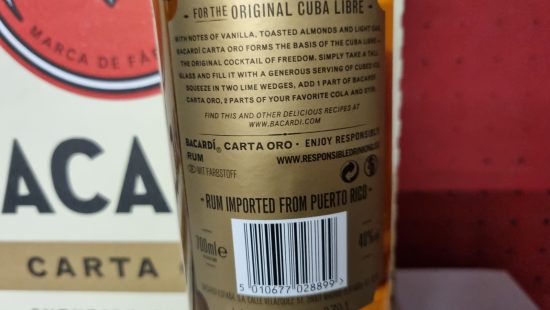 FOR THE ORIGINAL CUBA LIBRE
WITH NOTES OF VANILLA, TOASTED ALMONDS AND LIGHT OAK,
BACARDÍ CARTA ORO FORMS THE BASIS OF THE CUBA LIBRE –
THE ORIGINAL COCKTAIL OF FREEDOM. SIMPLY TAKE A TALL
GLASS AND FILL IT WITH A GENEROUS SERVING OF CUBED ICE,
SQUEEZE IN TWO LIME WEDGES, ADD 1 PART OF BACARDÍ
CARTA ORO, 2 PARTS OF YOUR FAVORITE COLA AND STIR.
FIND THIS AND OTHER DELICIOUS RECIPES AT
WWW.BACARDI.COM
BACARDÍ® CARTA ORO · ENJOY RESPONSIBLY
RUM WWW.RESPONSIBLEDRINKING.EU
MIT FARBSTOFF
RUM IMPORTED FROM PUERTO RICO
700ml e
40%
5 010677 028899 >
MARCA DE FÁ
ACA
CARTA